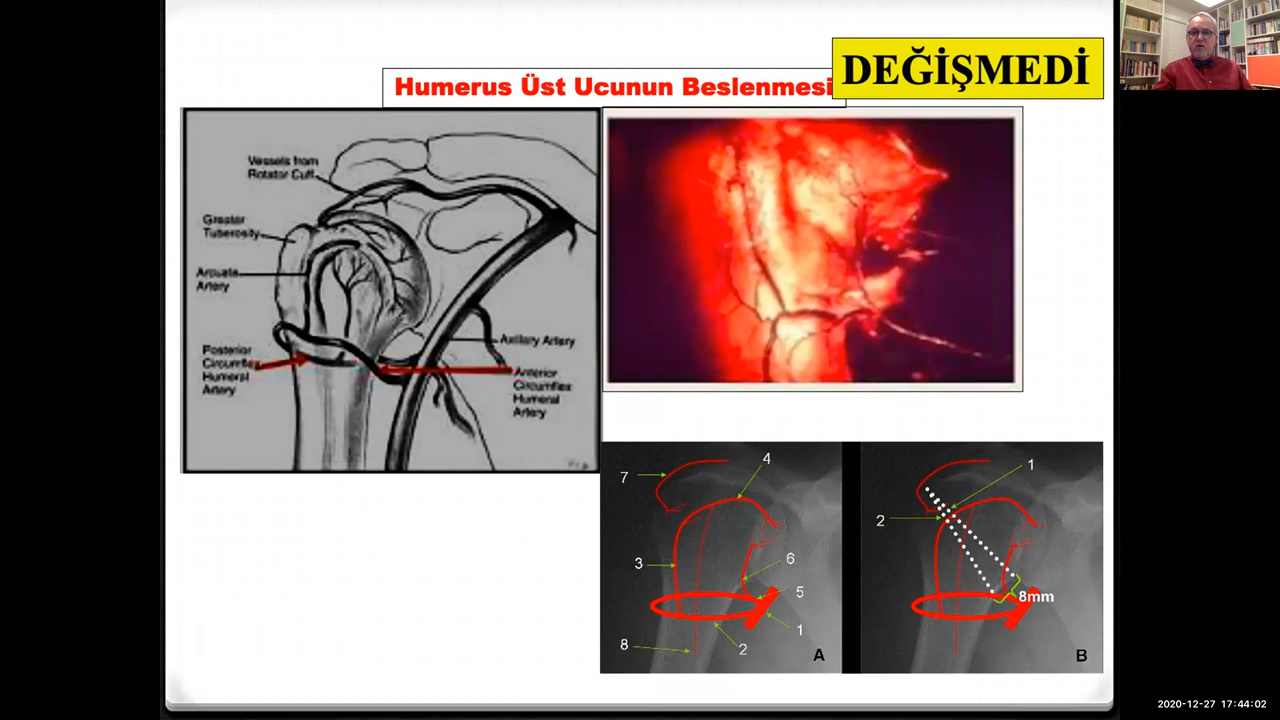 DEĞİŞMEDİ
Humerus Üst Ucunun Beslenmesi
Vessels from
Rotator Cuff
Greater
Tuberosity
Arcuate
Artery
Posterior
Circumflex
Humeral
Artery
Axillary Artery
Anterior
Circumflex
Humeral
Artery
7
4
3
6
5
1
2
8
A
1
2
8mm
B
2020-12-27 17:44:02